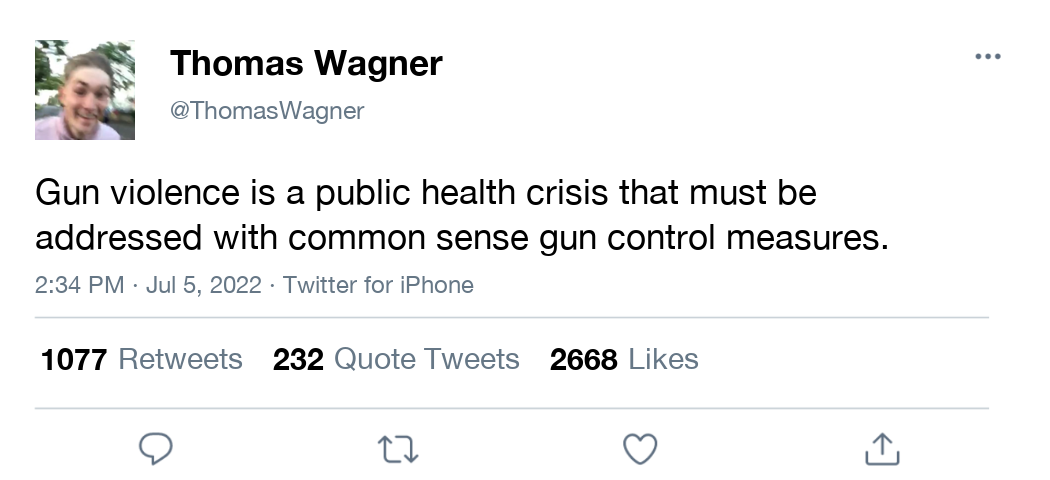 Thomas Wagner
@ThomasWagner
Gun violence is a public health crisis that must be
addressed with common sense gun control measures.
2:34 PM · Jul 5, 2022 · Twitter for iPhone
1077 Retweets 232 Quote Tweets 2668 Likes